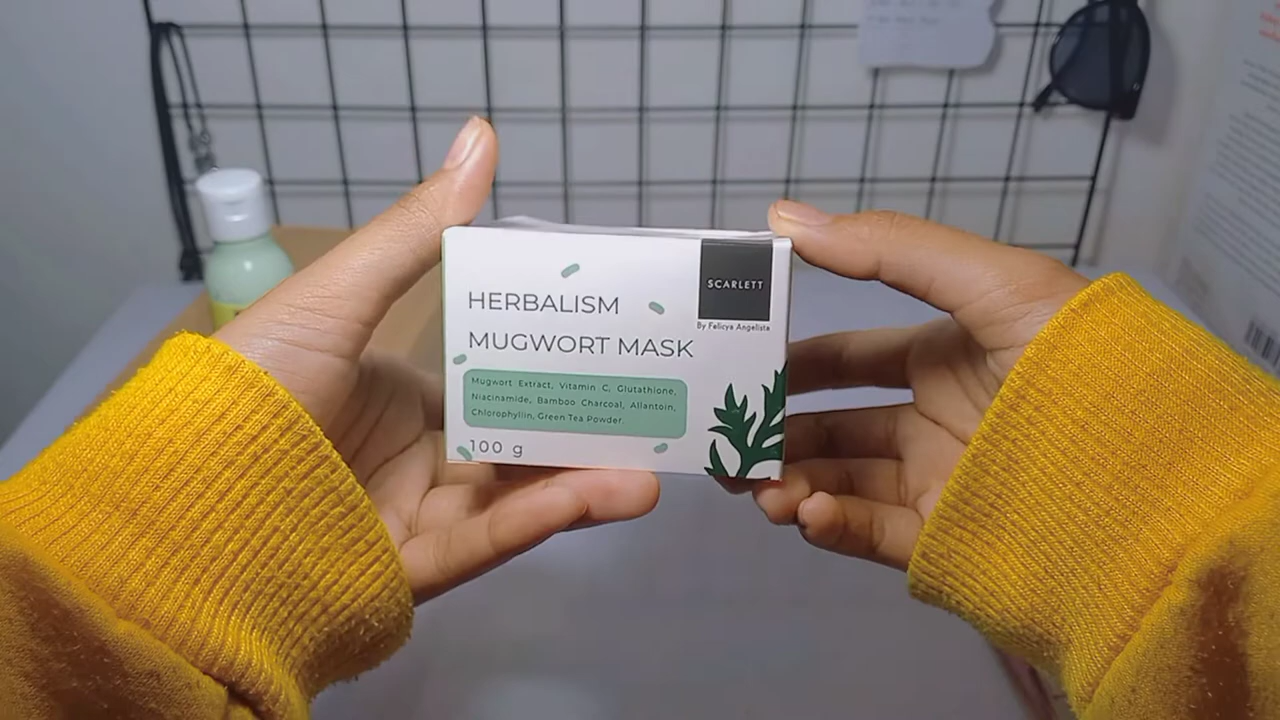 SCARLETT
By Felicya Angelista
HERBALISM
MUGWORT MASK
Mugwort Extract, Vitamin C, Glutathione,
Niacinamide, Bamboo Charcoal, Allantoin,
Chlorophyllin, Green Tea Powder.
100 g